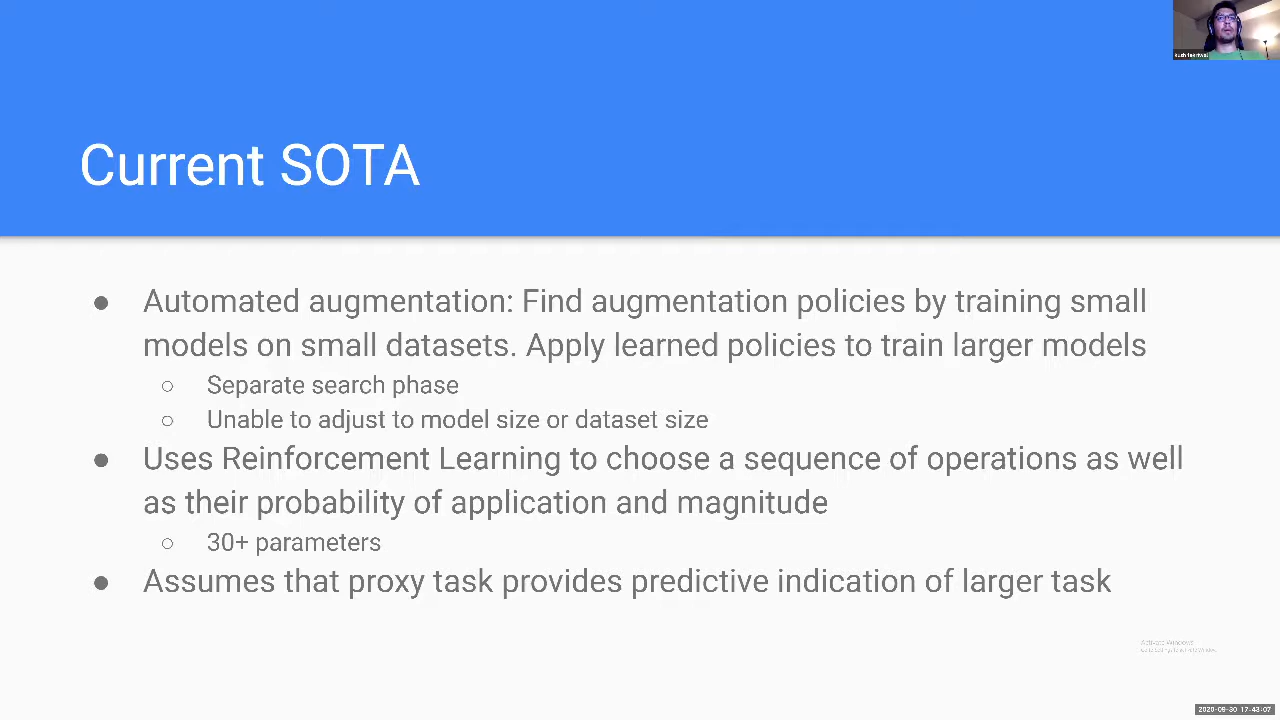 Current SOTA
● Automated augmentation: Find augmentation policies by training small
models on small datasets. Apply learned policies to train larger models
○ Separate search phase
○ Unable to adjust to model size or dataset size
● Uses Reinforcement Learning to choose a sequence of operations as well
as their probability of application and magnitude
○ 30+ parameters
● Assumes that proxy task provides predictive indication of larger task
Activate Windows
2020-09-30 17:43:07